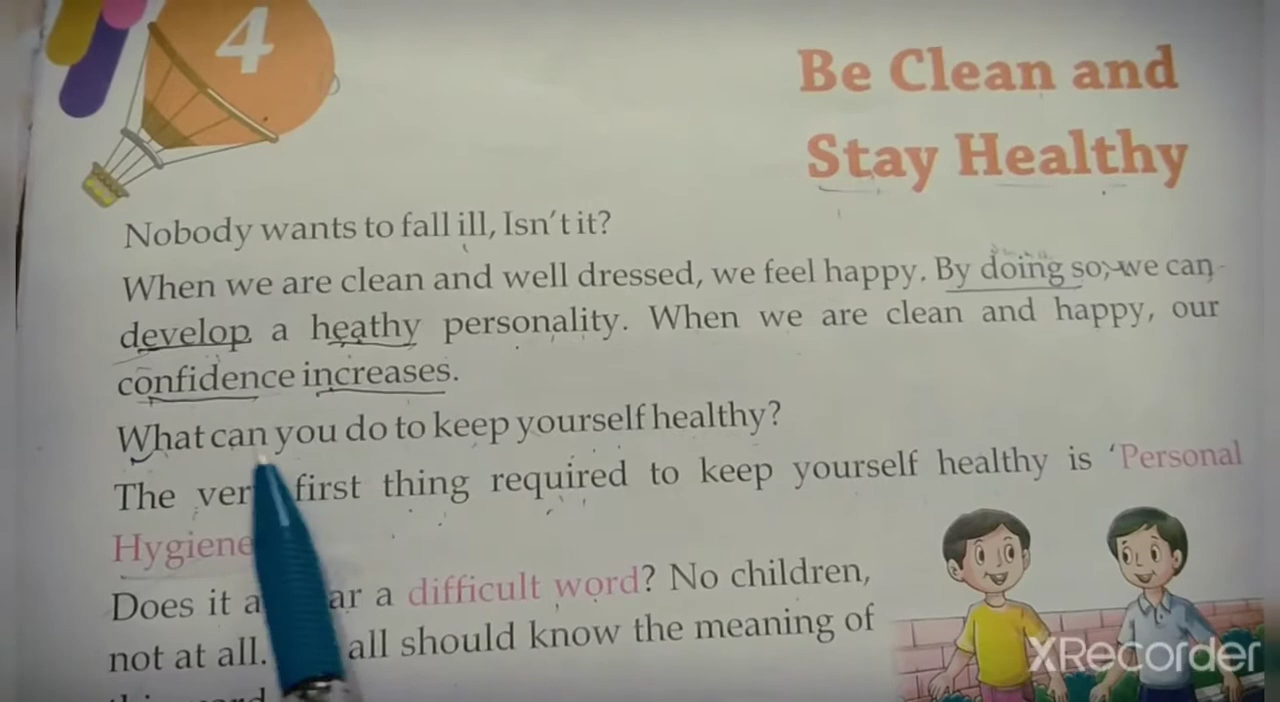 4
Be Clean and
Stay Healthy
Nobody wants to fall ill, Isn't it?
When we are clean and well dressed, we feel happy. By doing so, we can
develop a heathy personality. When we are clean and happy, our
confidence increases.
What can you do to keep yourself healthy?
The first thing required to keep yourself healthy is 'Personal
Hygiene
Does it a difficult word? No children,
not at all. all should know the meaning of
XRecorder